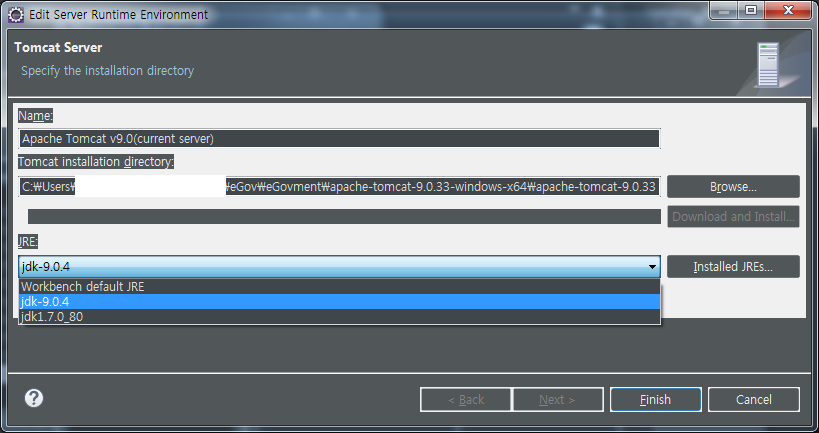 Edit Server Runtime Environment
Tomcat Server
Specify the installation directory
Name:
Apache Tomcat v9.0(current server)
Tomcat installation directory:
C:₩Users₩ ₩eGov₩eGovment₩apache-tomcat-9.0.33-windows-x64₩apache-tomcat-9.0.33
Browse...
Download and Install...
JRE:
jdk-9.0.4
Installed JREs...
Workbench default JRE
jdk-9.0.4
jdk1.7.0_80
?
< Back
Next >
Finish
Cancel